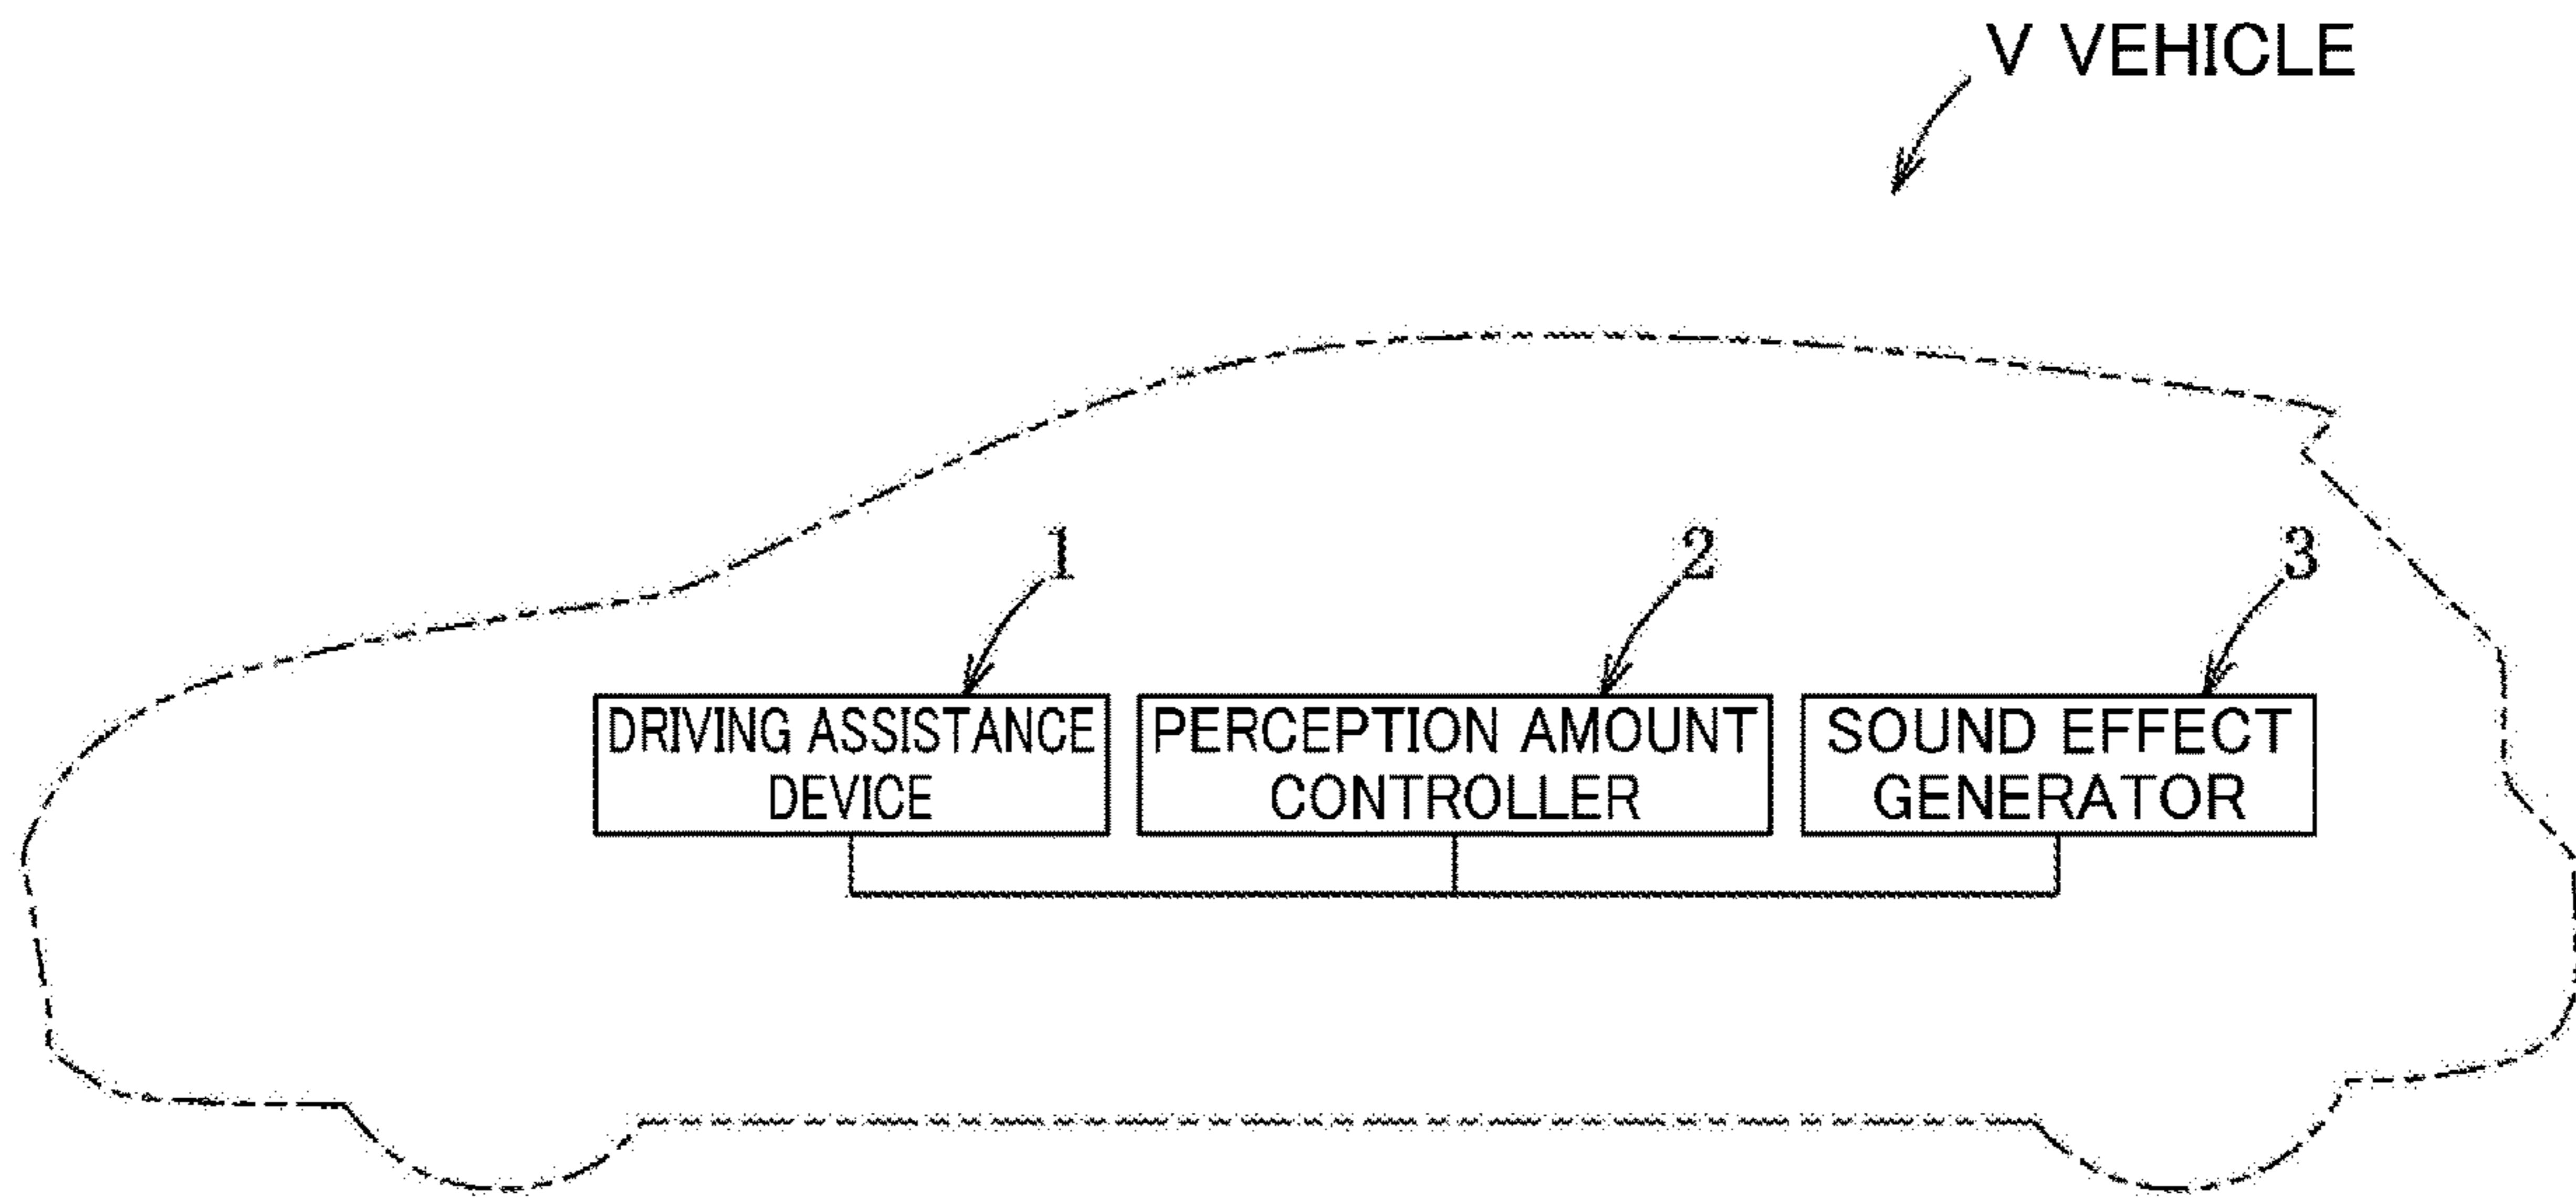 V VEHICLE
1
2
3
DRIVING ASSISTANCE
DEVICE
PERCEPTION AMOUNT
CONTROLLER
SOUND EFFECT
GENERATOR